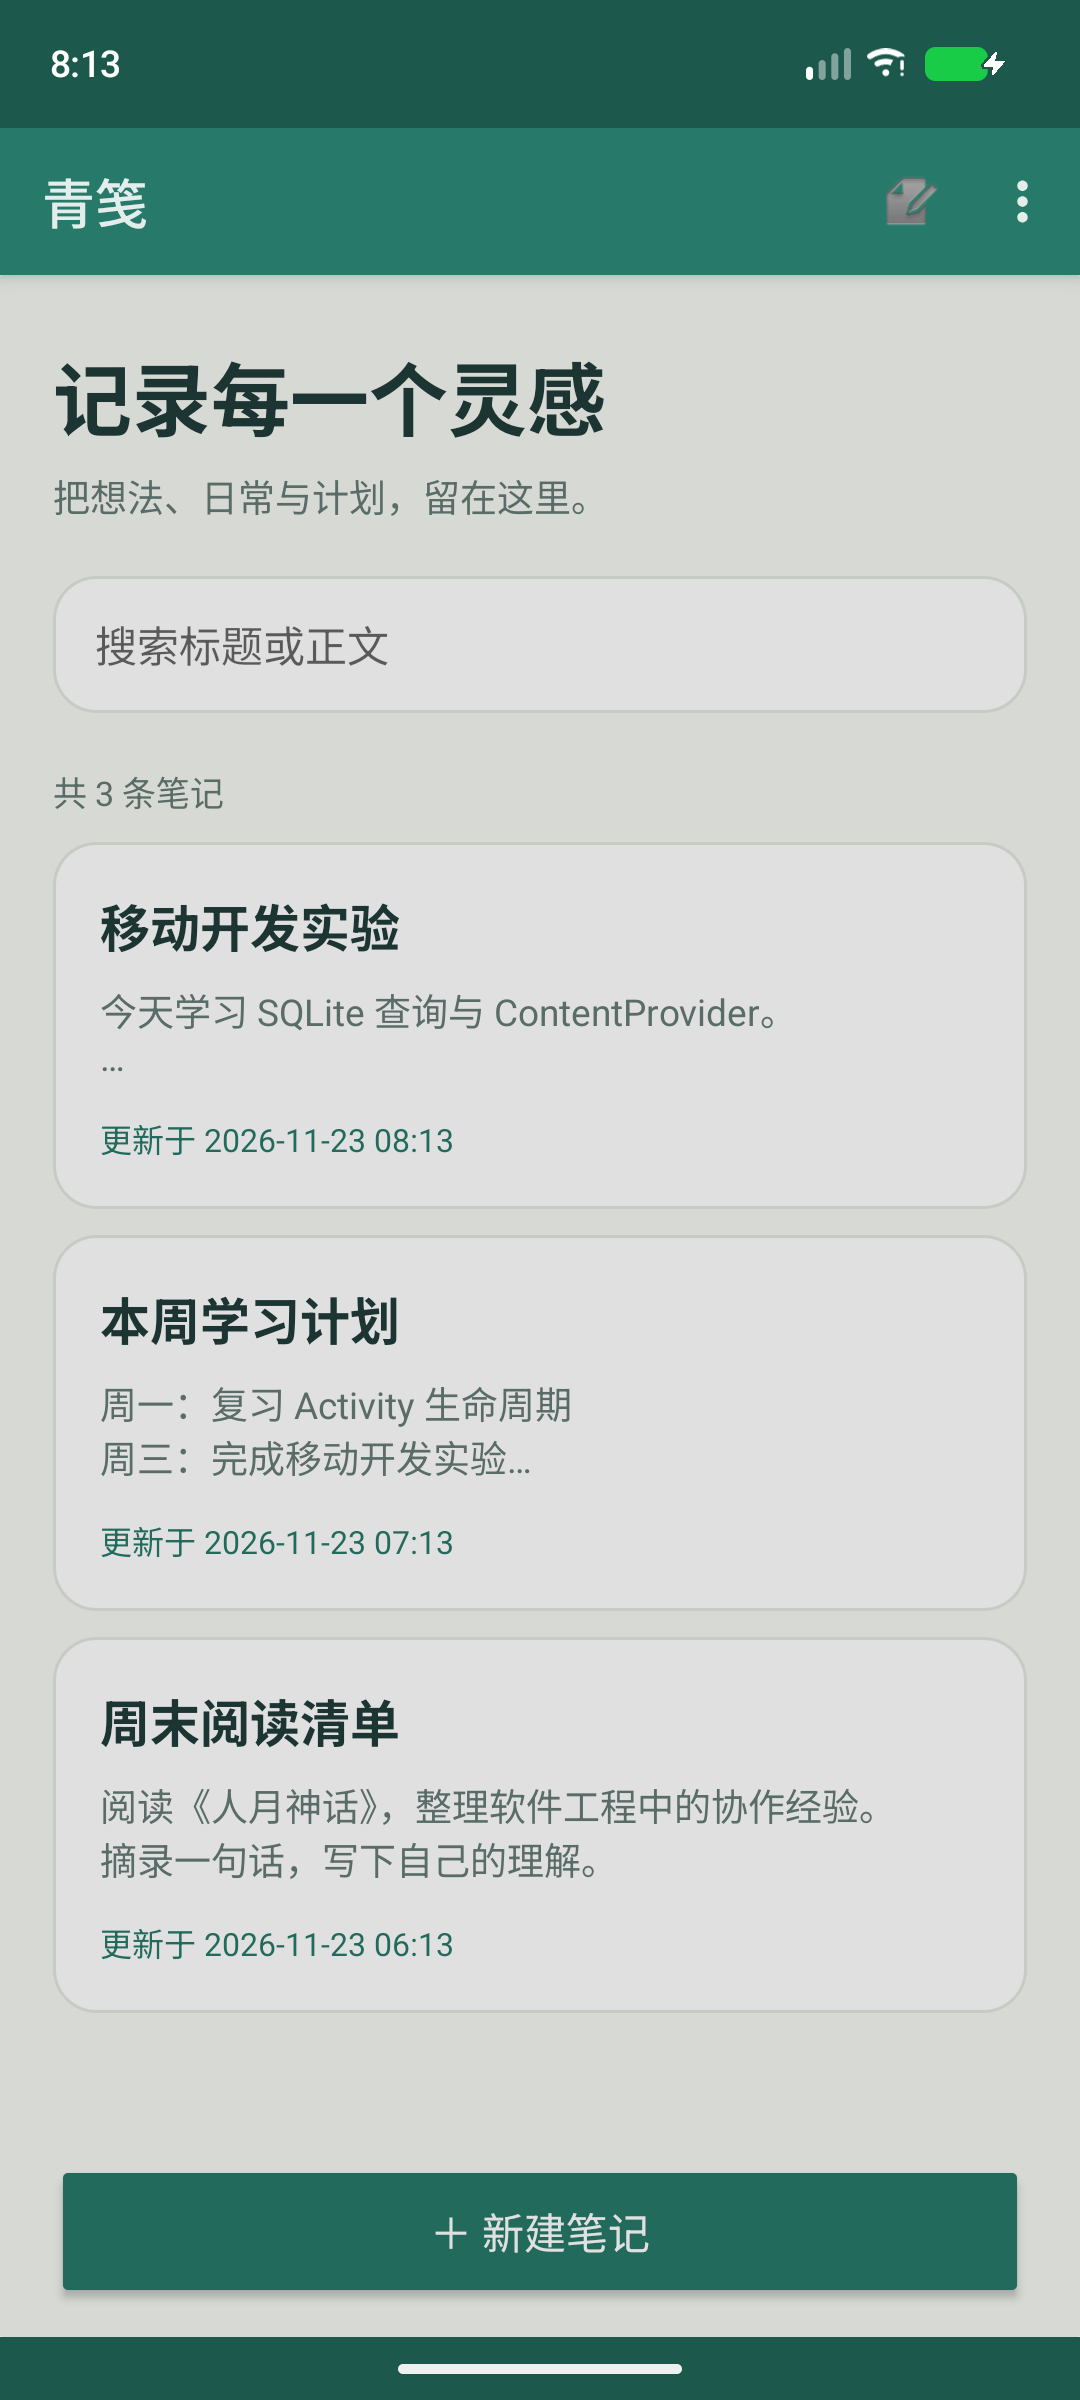 8:13
青笺
记录每一个灵感
把想法、日常与计划，留在这里。
搜索标题或正文
共 3 条笔记
移动开发实验
今天学习 SQLite 查询与 ContentProvider。
…
更新于 2026-11-23 08:13
本周学习计划
周一：复习 Activity 生命周期
周三：完成移动开发实验…
更新于 2026-11-23 07:13
周末阅读清单
阅读《人月神话》，整理软件工程中的协作经验。
摘录一句话，写下自己的理解。
更新于 2026-11-23 06:13
＋ 新建笔记